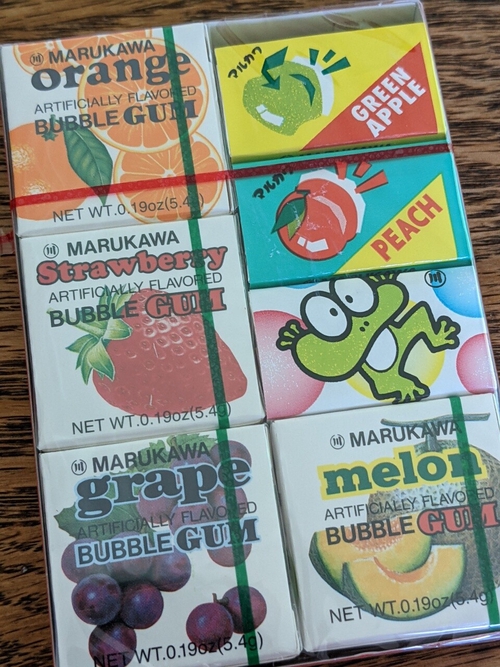 MARUKAWA
orange
ARTIFICIALLY FLAVORED
BUBBLE GUM
NET WT.0.19oz(5.4g)
マルカワ
GREEN
APPLE
マルカワ
PEACH
MARUKAWA
Strawberry
ARTIFICIALLY FLAVORED
BUBBLE GUM
NET WT.0.19oz(5.4g)
MARUKAWA
grape
ARTIFICIALLY FLAVORED
BUBBLE GUM
NET WT.0.19oz(5.4g)
MARUKAWA
melon
ARTIFICIALLY FLAVORED
BUBBLE GUM
NET WT.0.19oz(5.4g)